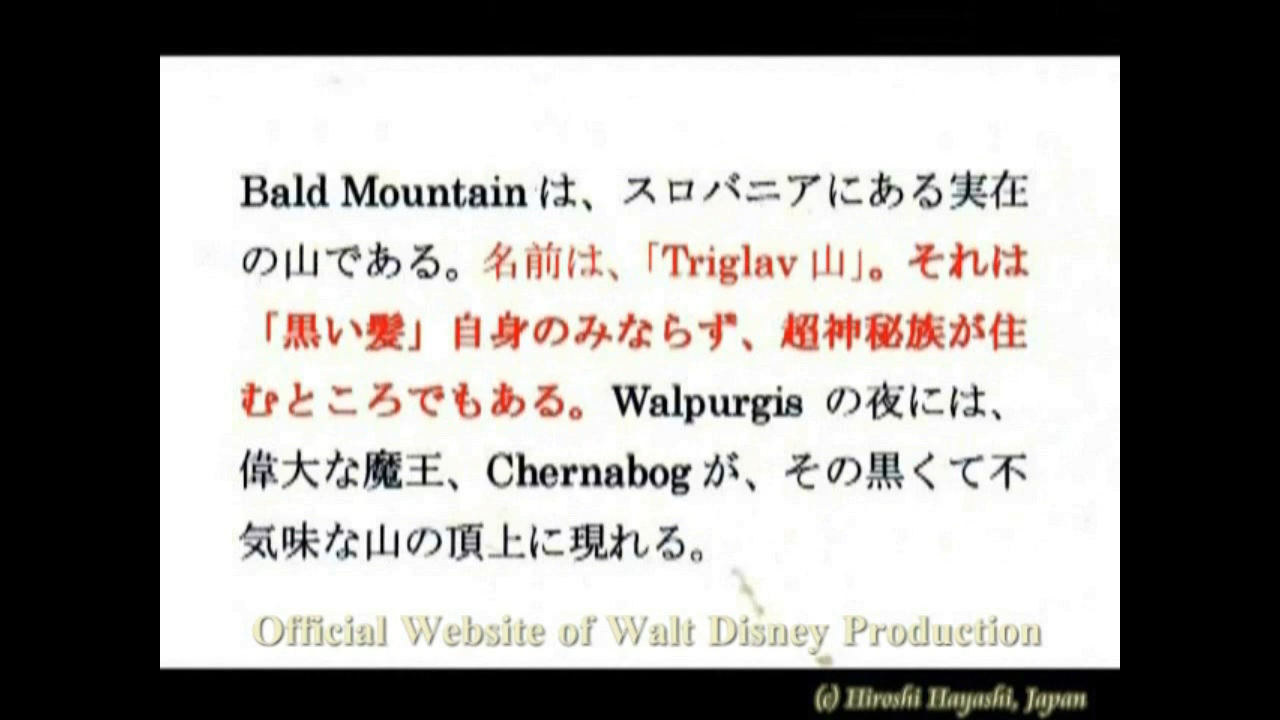 Bald Mountain は、スロバニアにある実在
の山である。名前は、「Triglav 山」。それは
「黒い髪」自身のみならず、超神秘族が住
むところでもある。Walpurgis の夜には、
偉大な魔王、Chernabog が、その黒くて不
気味な山の頂上に現れる。
Official Website of Walt Disney Production
(c) Hiroshi Hayashi, Japan